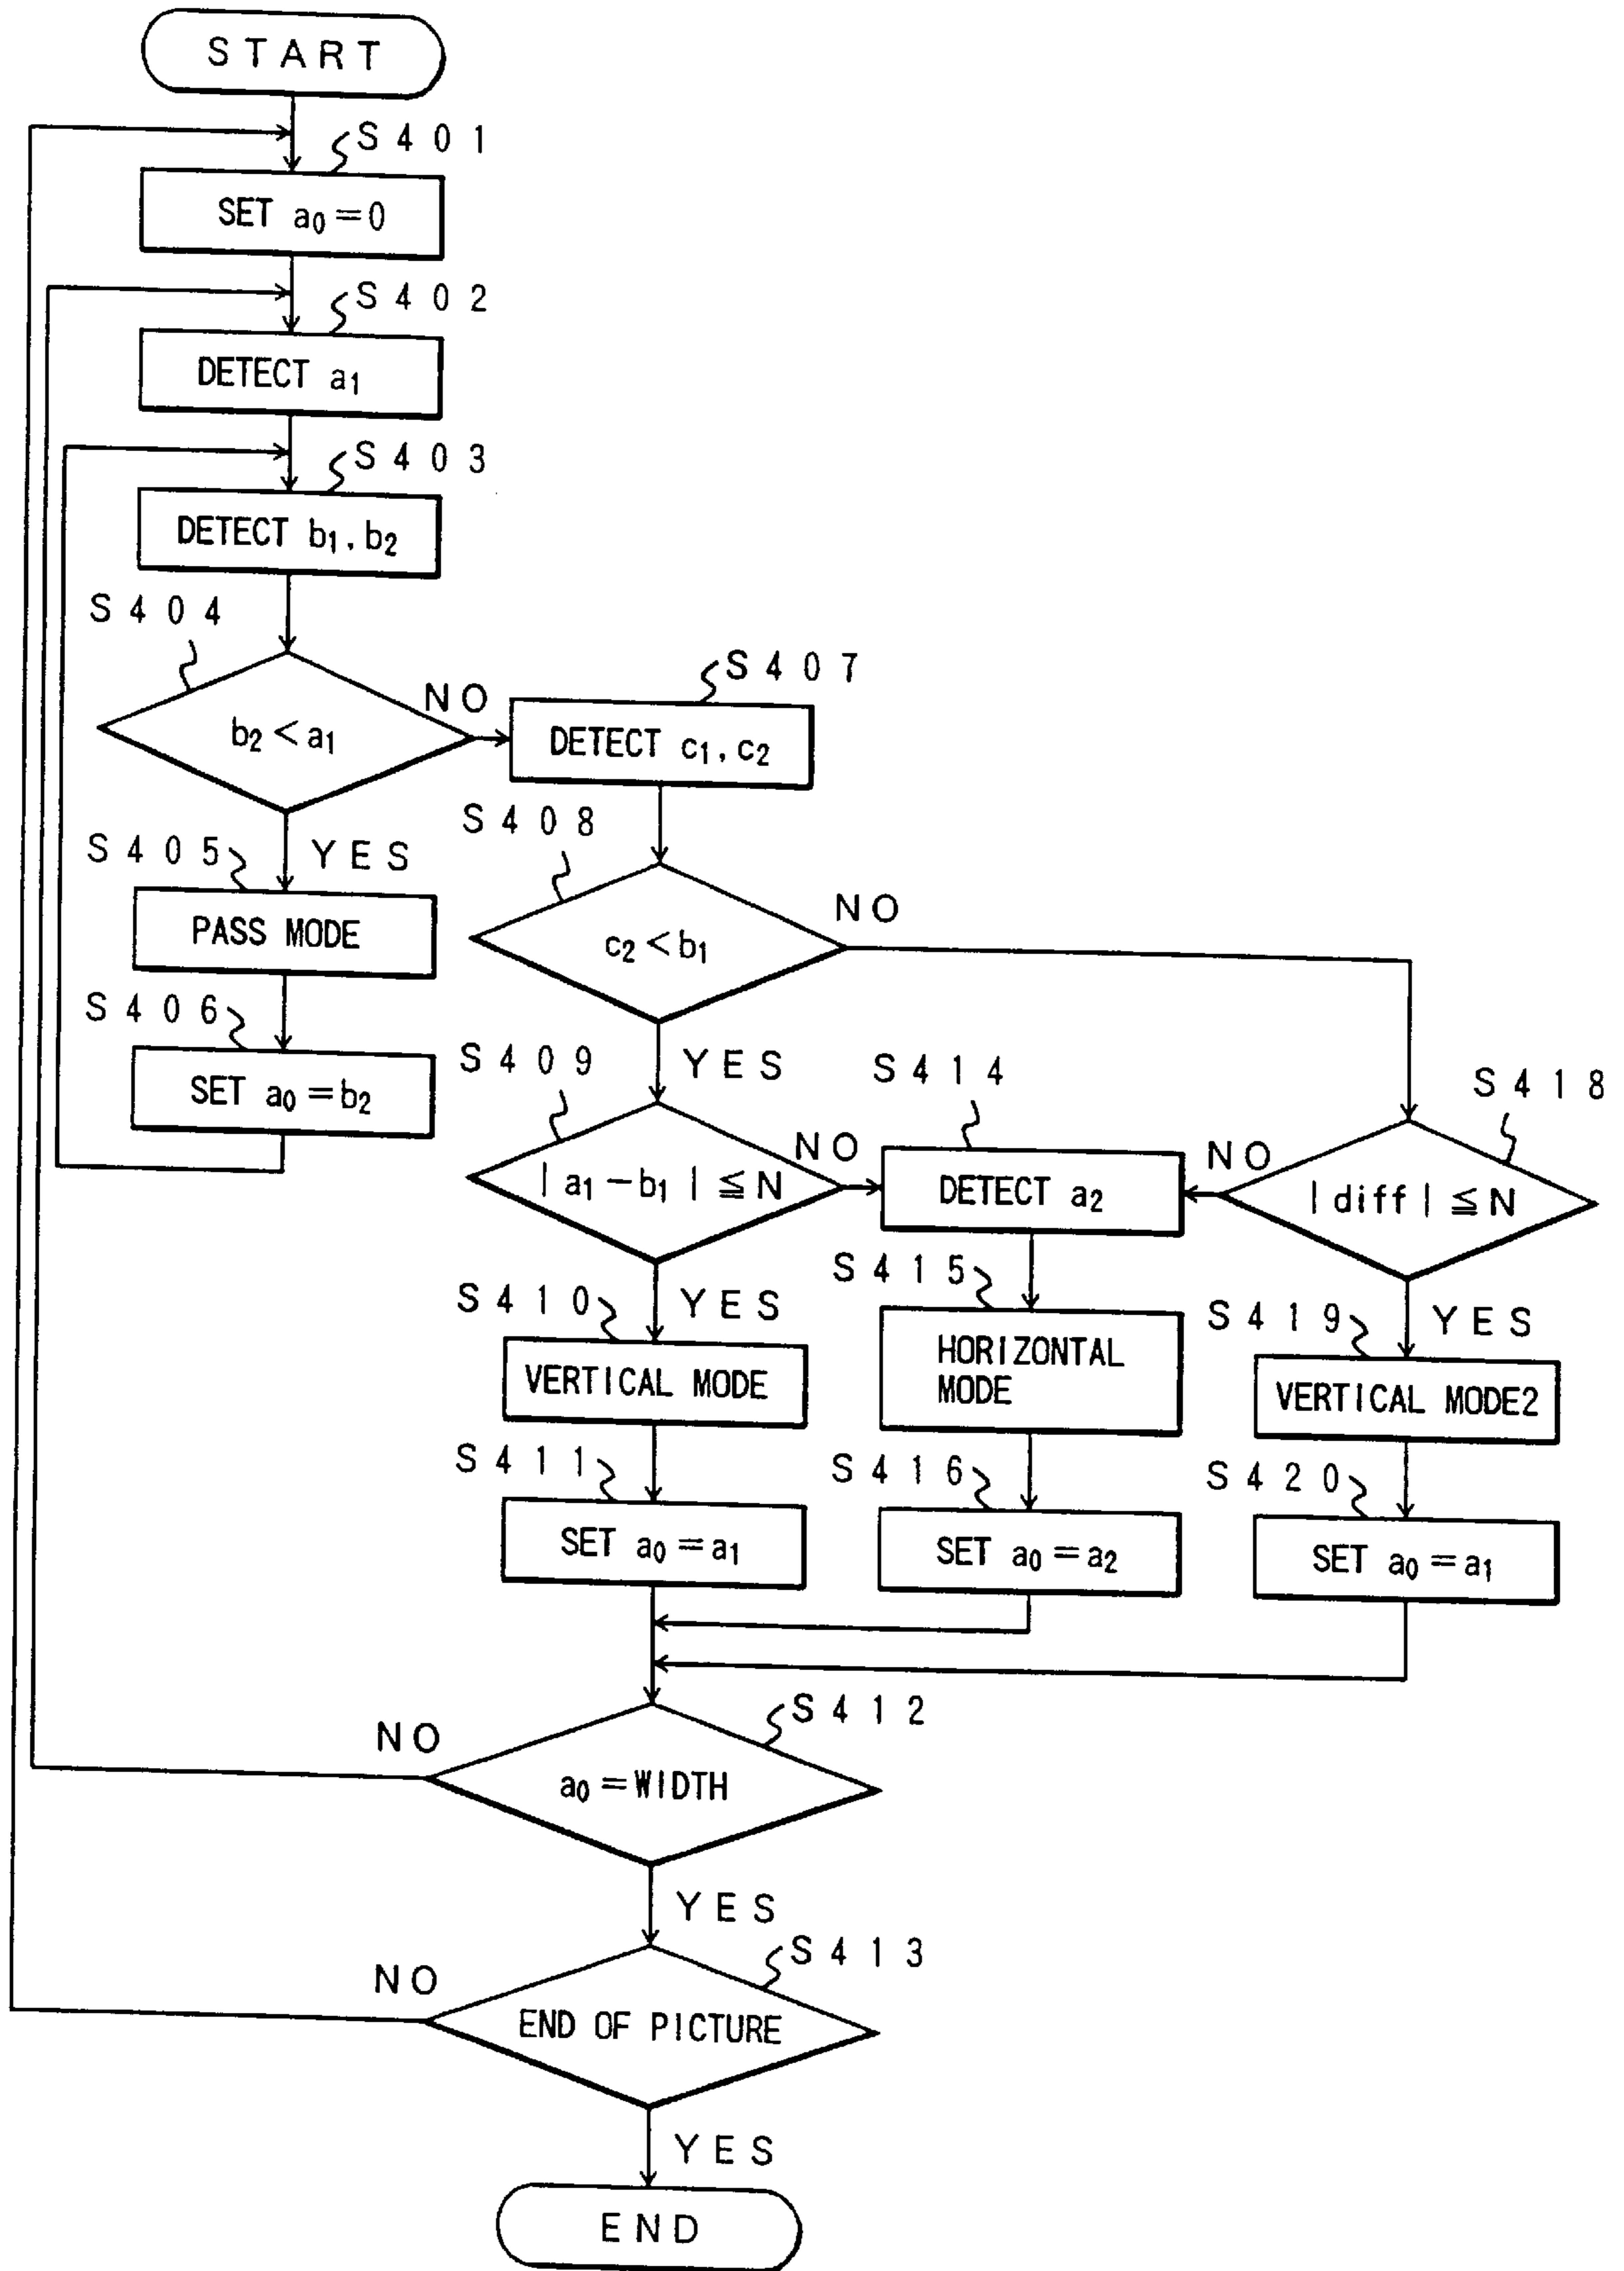 START
S401
SET a₀=0
S402
DETECT a₁
S403
DETECT b₁,b₂
S404
b₂<a₁
NO
S407
DETECT c₁,c₂
YES
S405
PASS MODE
S406
SET a₀=b₂
S408
c₂<b₁
NO
YES
S409
|a₁−b₁|≦N
NO
S414
DETECT a₂
S418
|diff|≦N
NO
YES
S410
VERTICAL MODE
S411
SET a₀=a₁
S415
HORIZONTAL
MODE
S416
SET a₀=a₂
YES
S419
VERTICAL MODE2
S420
SET a₀=a₁
S412
a₀=WIDTH
NO
YES
S413
END OF PICTURE
NO
YES
END